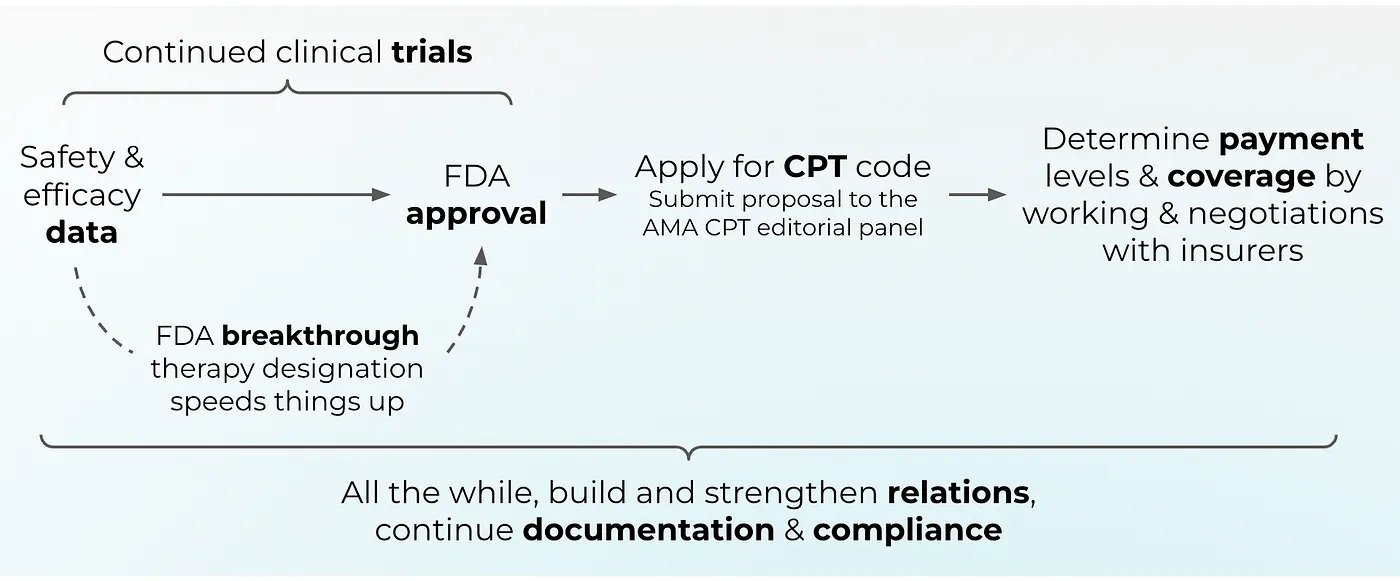 Continued clinical trials
Safety &
efficacy
data
FDA
approval
Apply for CPT code
Submit proposal to the
AMA CPT editorial panel
Determine payment
levels & coverage by
working & negotiations
with insurers
FDA breakthrough
therapy designation
speeds things up
All the while, build and strengthen relations,
continue documentation & compliance